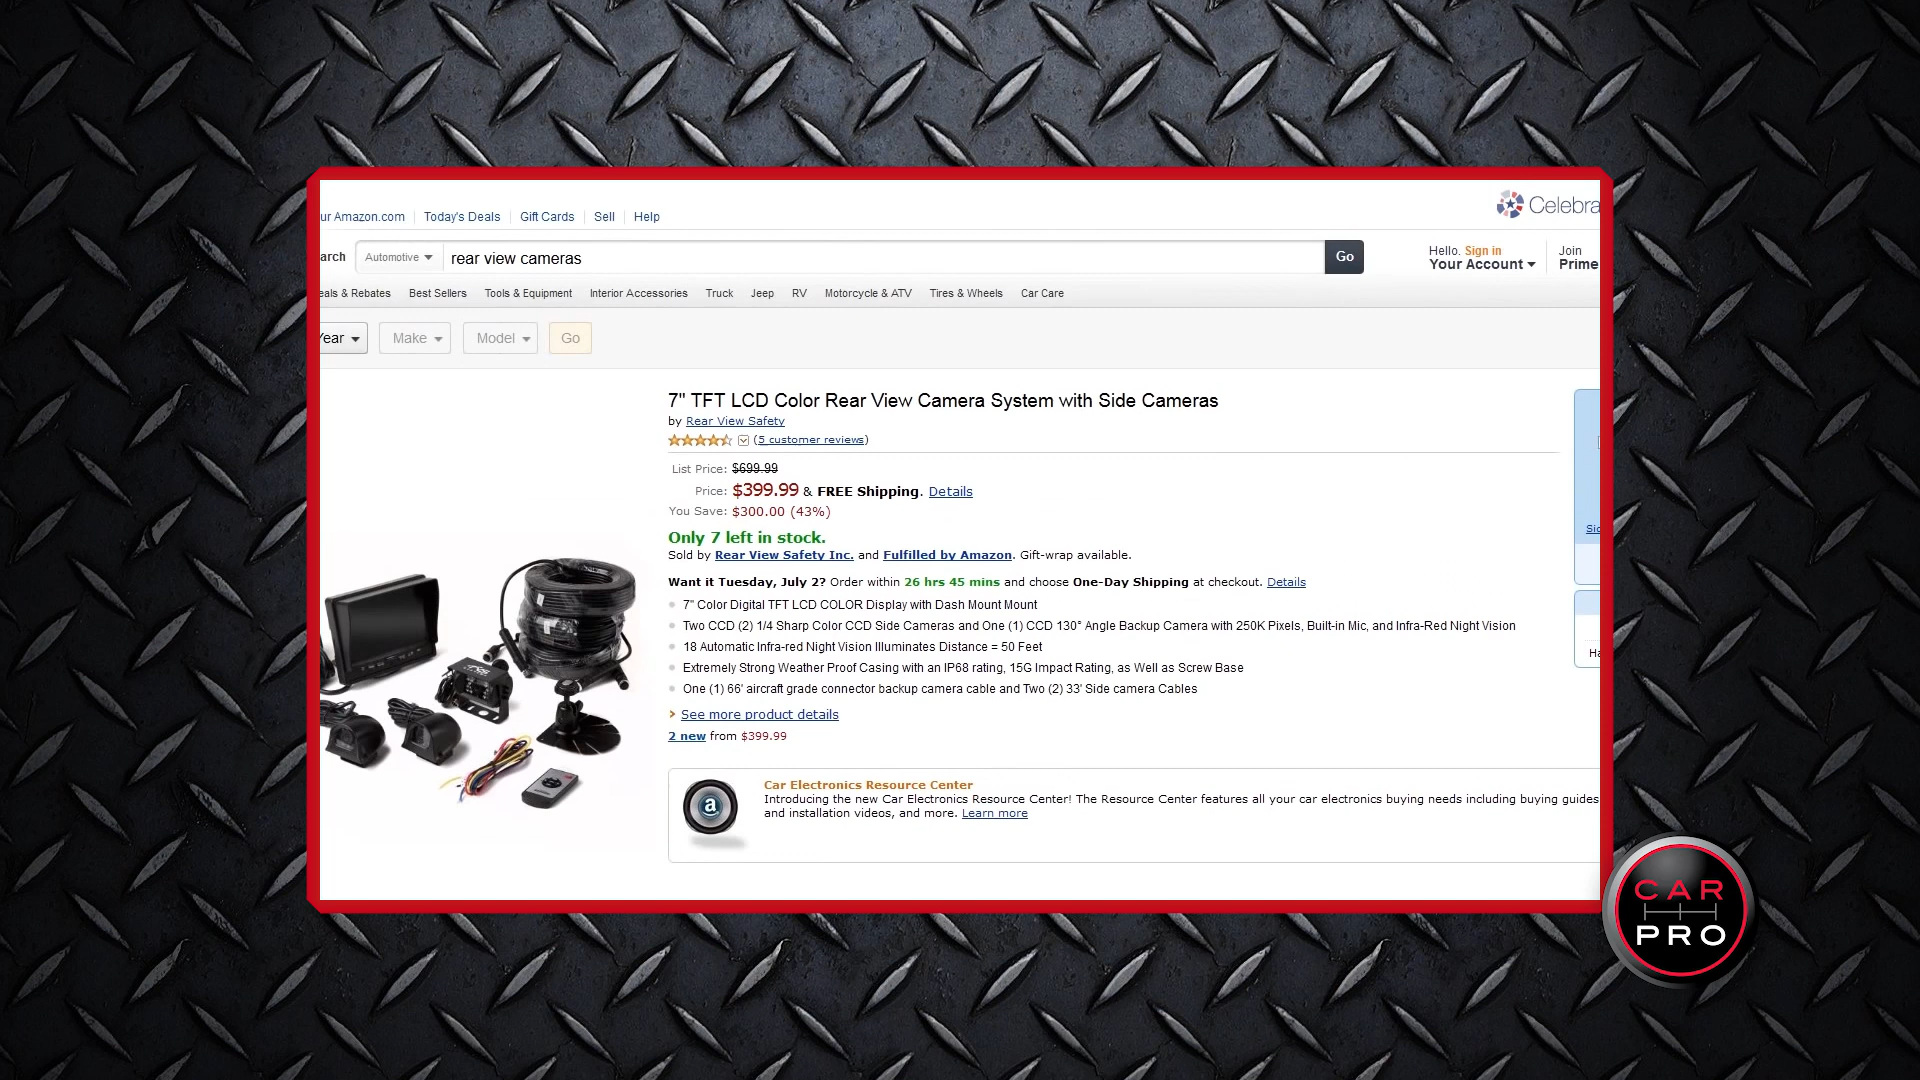 Celebra
ur Amazon.com Today's Deals Gift Cards Sell Help
arch Automotive rear view cameras Go
Hello. Sign in
Your Account
Join
Prime
eals & Rebates Best Sellers Tools & Equipment Interior Accessories Truck Jeep RV Motorcycle & ATV Tires & Wheels Car Care
Year Make Model Go
7" TFT LCD Color Rear View Camera System with Side Cameras
by Rear View Safety
(5 customer reviews)
List Price: $699.99
Price: $399.99 & FREE Shipping. Details
You Save: $300.00 (43%)
Only 7 left in stock.
Sold by Rear View Safety Inc. and Fulfilled by Amazon. Gift-wrap available.
Want it Tuesday, July 2? Order within 26 hrs 45 mins and choose One-Day Shipping at checkout. Details
7" Color Digital TFT LCD COLOR Display with Dash Mount Mount
Two CCD (2) 1/4 Sharp Color CCD Side Cameras and One (1) CCD 130° Angle Backup Camera with 250K Pixels, Built-in Mic, and Infra-Red Night Vision
18 Automatic Infra-red Night Vision Illuminates Distance = 50 Feet
Extremely Strong Weather Proof Casing with an IP68 rating, 15G Impact Rating, as Well as Screw Base
One (1) 66' aircraft grade connector backup camera cable and Two (2) 33' Side camera Cables
See more product details
2 new from $399.99
Sig
Ha
Car Electronics Resource Center
Introducing the new Car Electronics Resource Center! The Resource Center features all your car electronics buying needs including buying guides
and installation videos, and more. Learn more
a
CAR
PRO